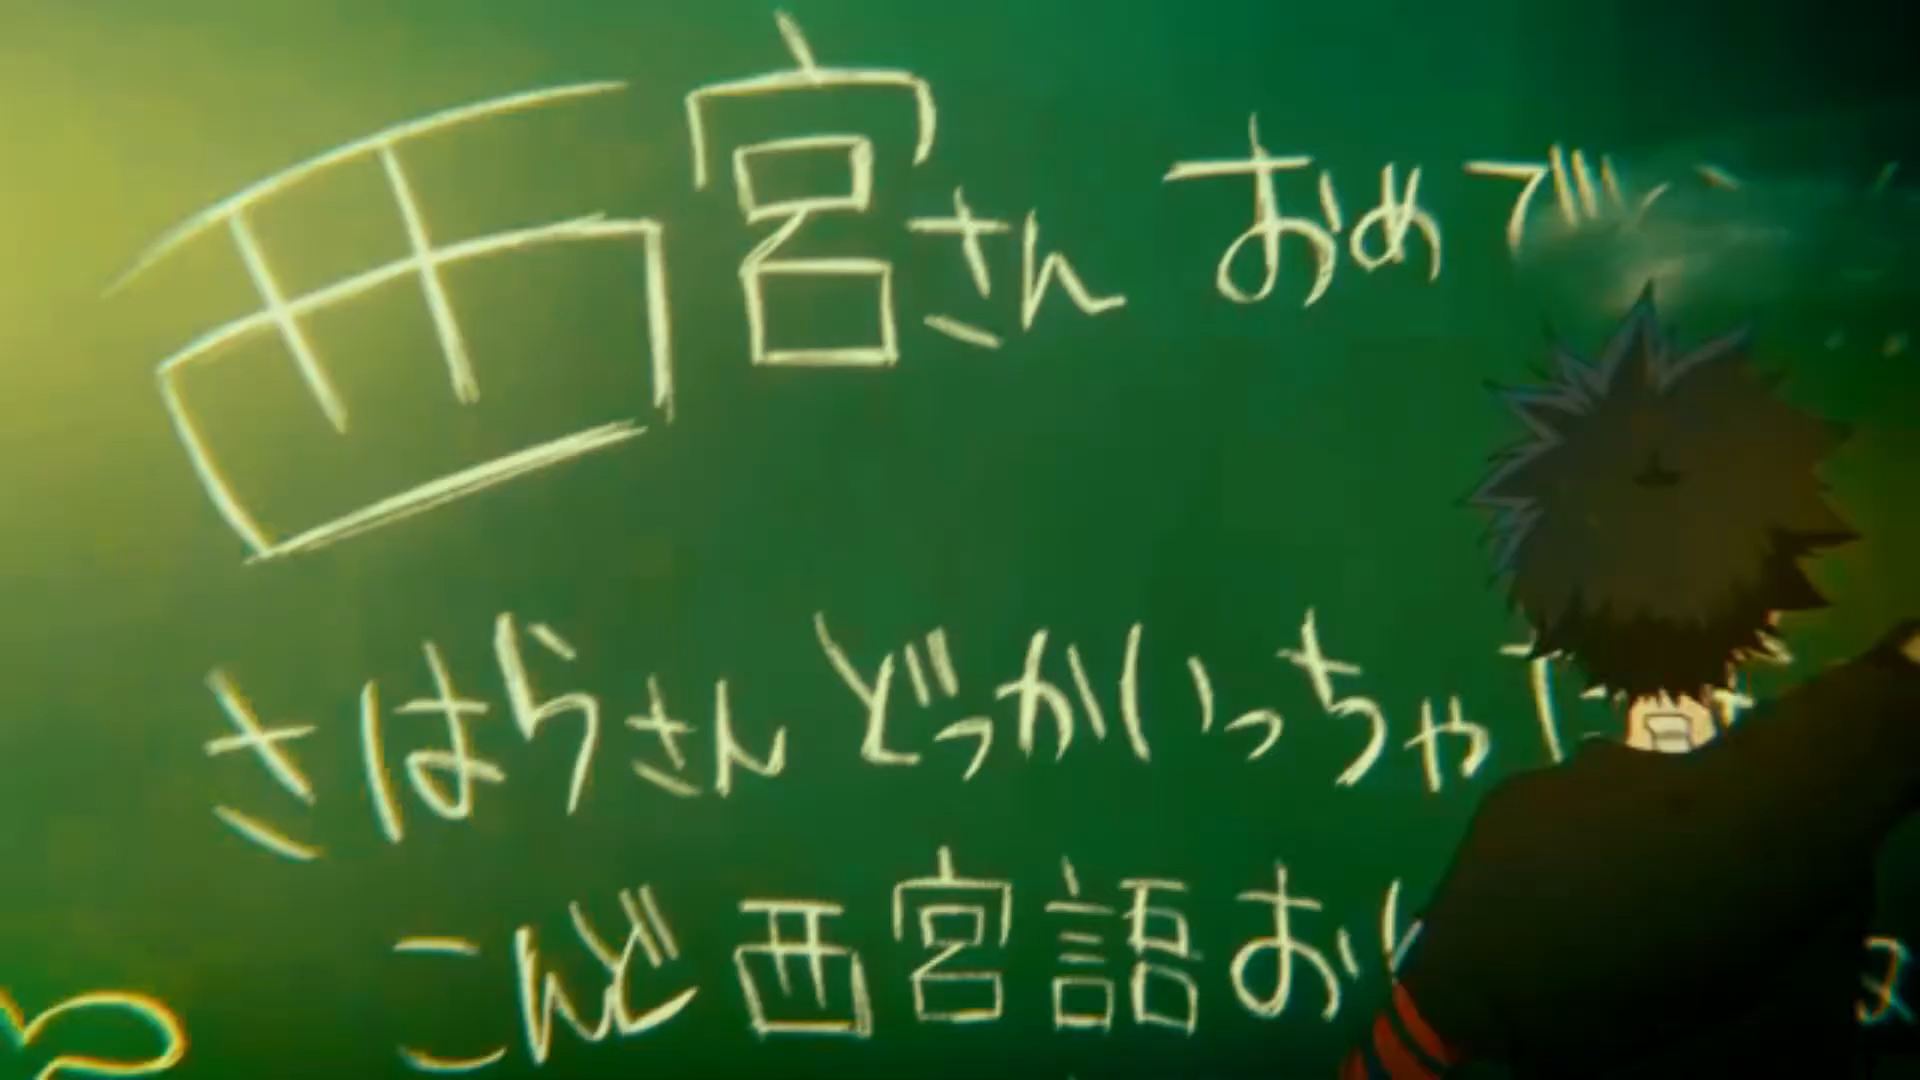 西宮さん おめで
さはらさん どっかいっちゃ
こんど 西宮語 お